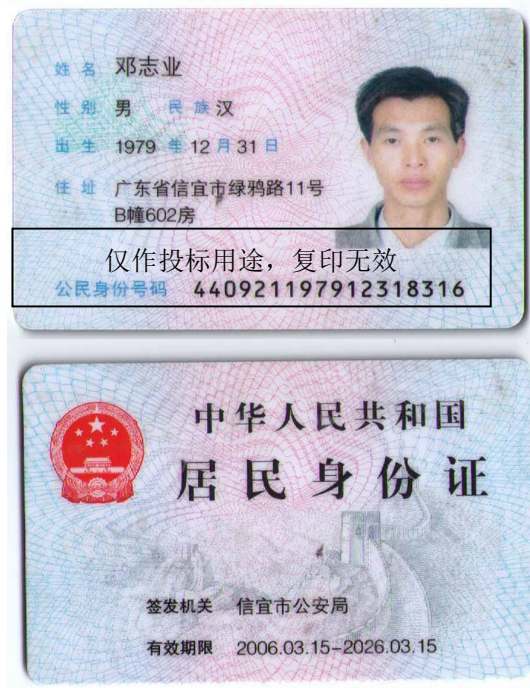 姓名 邓志业
性别 男 民族 汉
出生 1979 年 12 月 31 日
住址 广东省信宜市绿鸦路11号
B幢602房
仅作投标用途，复印无效
公民身份号码 440921197912318316
中华人民共和国
居民身份证
签发机关 信宜市公安局
有效期限 2006.03.15-2026.03.15